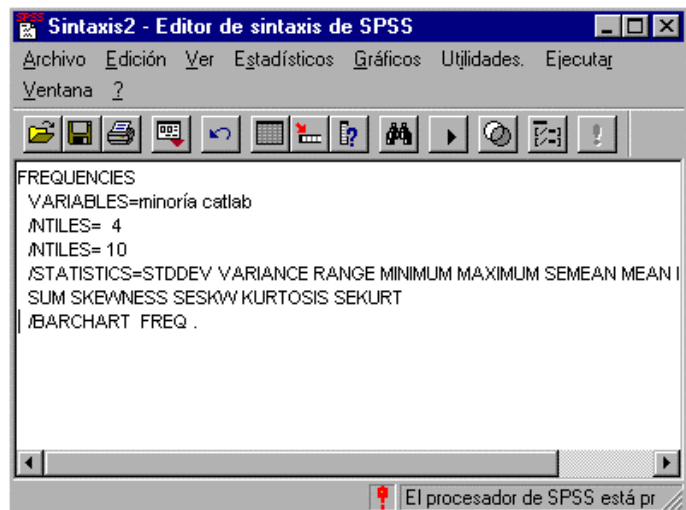 Sintaxis2 - Editor de sintaxis de SPSS
Archivo Edición Ver Estadísticos Gráficos Utilidades. Ejecutar
Ventana ?
FREQUENCIES
VARIABLES=minoría catlab
/NTILES= 4
/NTILES= 10
/STATISTICS=STDDEV VARIANCE RANGE MINIMUM MAXIMUM SEMEAN MEAN
SUM SKEWNESS SESKW KURTOSIS SEKURT
/BARCHART FREQ .
El procesador de SPSS está pr